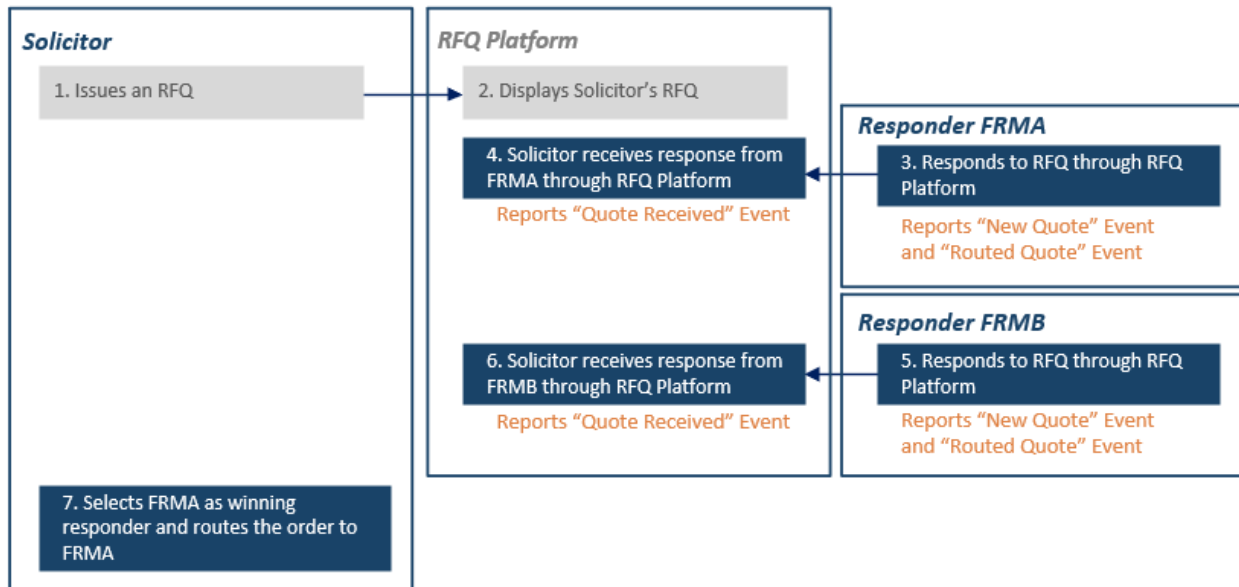 Solicitor
1. Issues an RFQ
RFQ Platform
2. Displays Solicitor's RFQ
Responder FRMA
3. Responds to RFQ through RFQ
Platform
Reports “New Quote” Event
and “Routed Quote” Event
4. Solicitor receives response from
FRMA through RFQ Platform
Reports “Quote Received” Event
Responder FRMB
5. Responds to RFQ through RFQ
Platform
Reports “New Quote” Event
and “Routed Quote” Event
6. Solicitor receives response from
FRMB through RFQ Platform
Reports “Quote Received” Event
7. Selects FRMA as winning
responder and routes the order to
FRMA